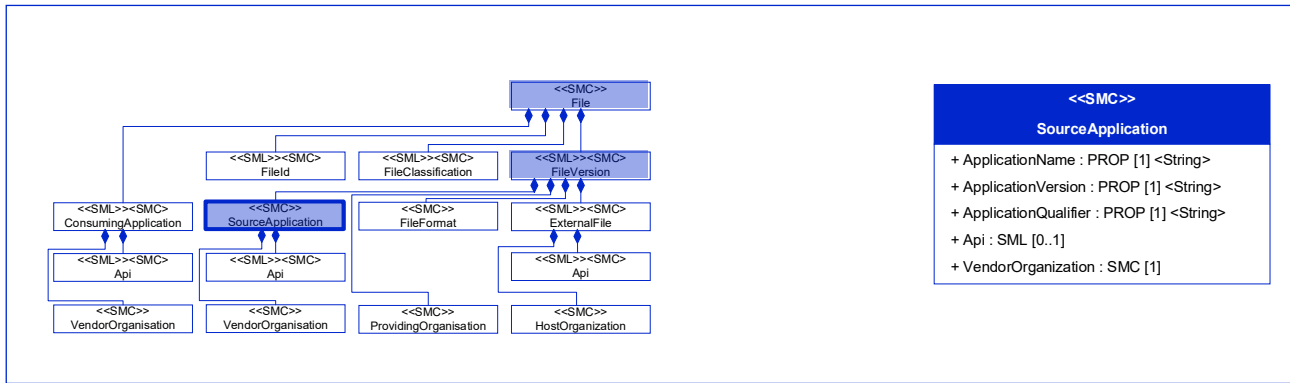 <<SMC>>
File
<<SML>><SMC>
FileId
<<SML>><SMC>
FileClassification
<<SML>><SMC>
FileVersion
<<SML>><SMC>
ConsumingApplication
<<SMC>>
SourceApplication
<<SMC>>
FileFormat
<<SML>><SMC>
ExternalFile
<<SML>><SMC>
Api
<<SML>><SMC>
Api
<<SML>><SMC>
Api
<<SMC>>
VendorOrganisation
<<SMC>>
VendorOrganisation
<<SMC>>
ProvidingOrganisation
<<SMC>>
HostOrganization
<<SMC>>
SourceApplication
+ ApplicationName : PROP [1] <String>
+ ApplicationVersion : PROP [1] <String>
+ ApplicationQualifier : PROP [1] <String>
+ Api : SML [0..1]
+ VendorOrganization : SMC [1]